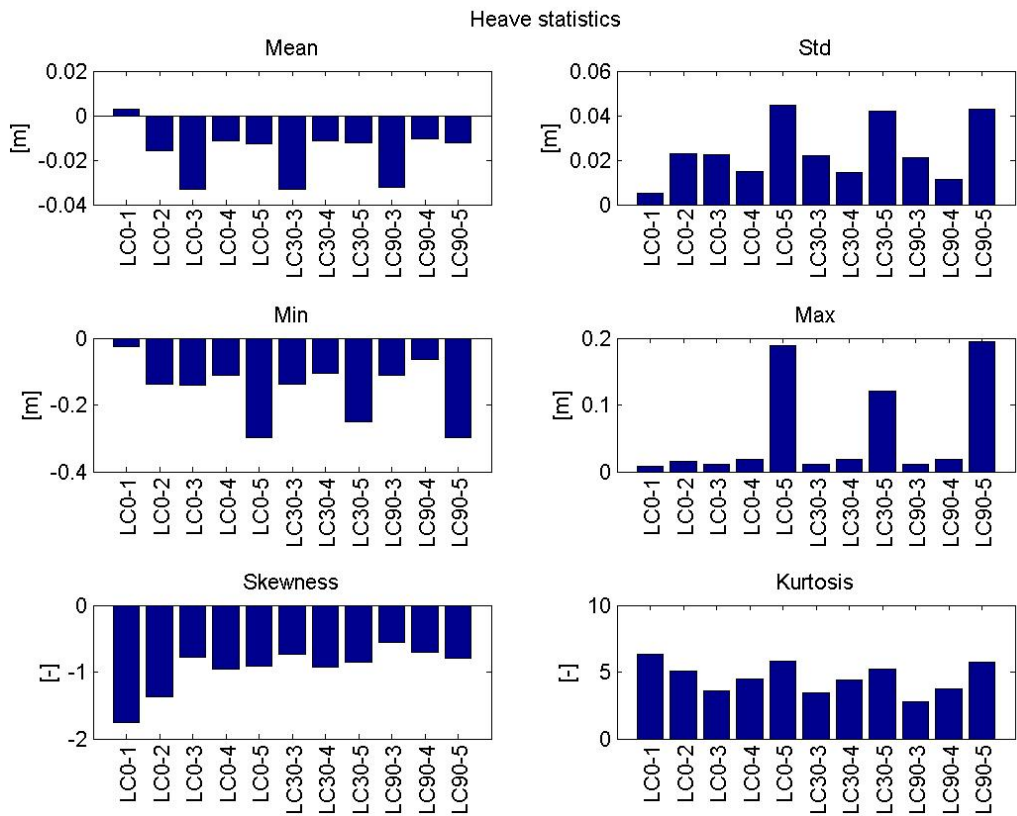 Heave statistics
Mean
0.02
0
-0.02
-0.04
[m]
LC0-1
LC0-2
LC0-3
LC0-4
LC0-5
LC30-3
LC30-4
LC30-5
LC90-3
LC90-4
LC90-5
Std
0.06
0.04
0.02
0
[m]
LC0-1
LC0-2
LC0-3
LC0-4
LC0-5
LC30-3
LC30-4
LC30-5
LC90-3
LC90-4
LC90-5
Min
0
-0.2
-0.4
[m]
LC0-1
LC0-2
LC0-3
LC0-4
LC0-5
LC30-3
LC30-4
LC30-5
LC90-3
LC90-4
LC90-5
Max
0.2
0.1
0
[m]
LC0-1
LC0-2
LC0-3
LC0-4
LC0-5
LC30-3
LC30-4
LC30-5
LC90-3
LC90-4
LC90-5
Skewness
0
-1
-2
[-]
LC0-1
LC0-2
LC0-3
LC0-4
LC0-5
LC30-3
LC30-4
LC30-5
LC90-3
LC90-4
LC90-5
Kurtosis
10
5
0
[-]
LC0-1
LC0-2
LC0-3
LC0-4
LC0-5
LC30-3
LC30-4
LC30-5
LC90-3
LC90-4
LC90-5